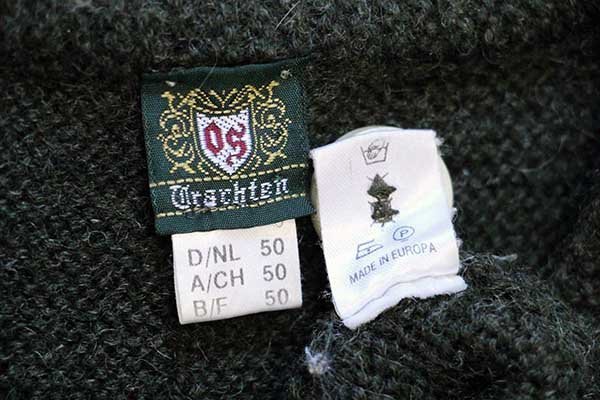 OS
Trachten
D/NL 50
A/CH 50
B/F 50
P
MADE IN EUROPA